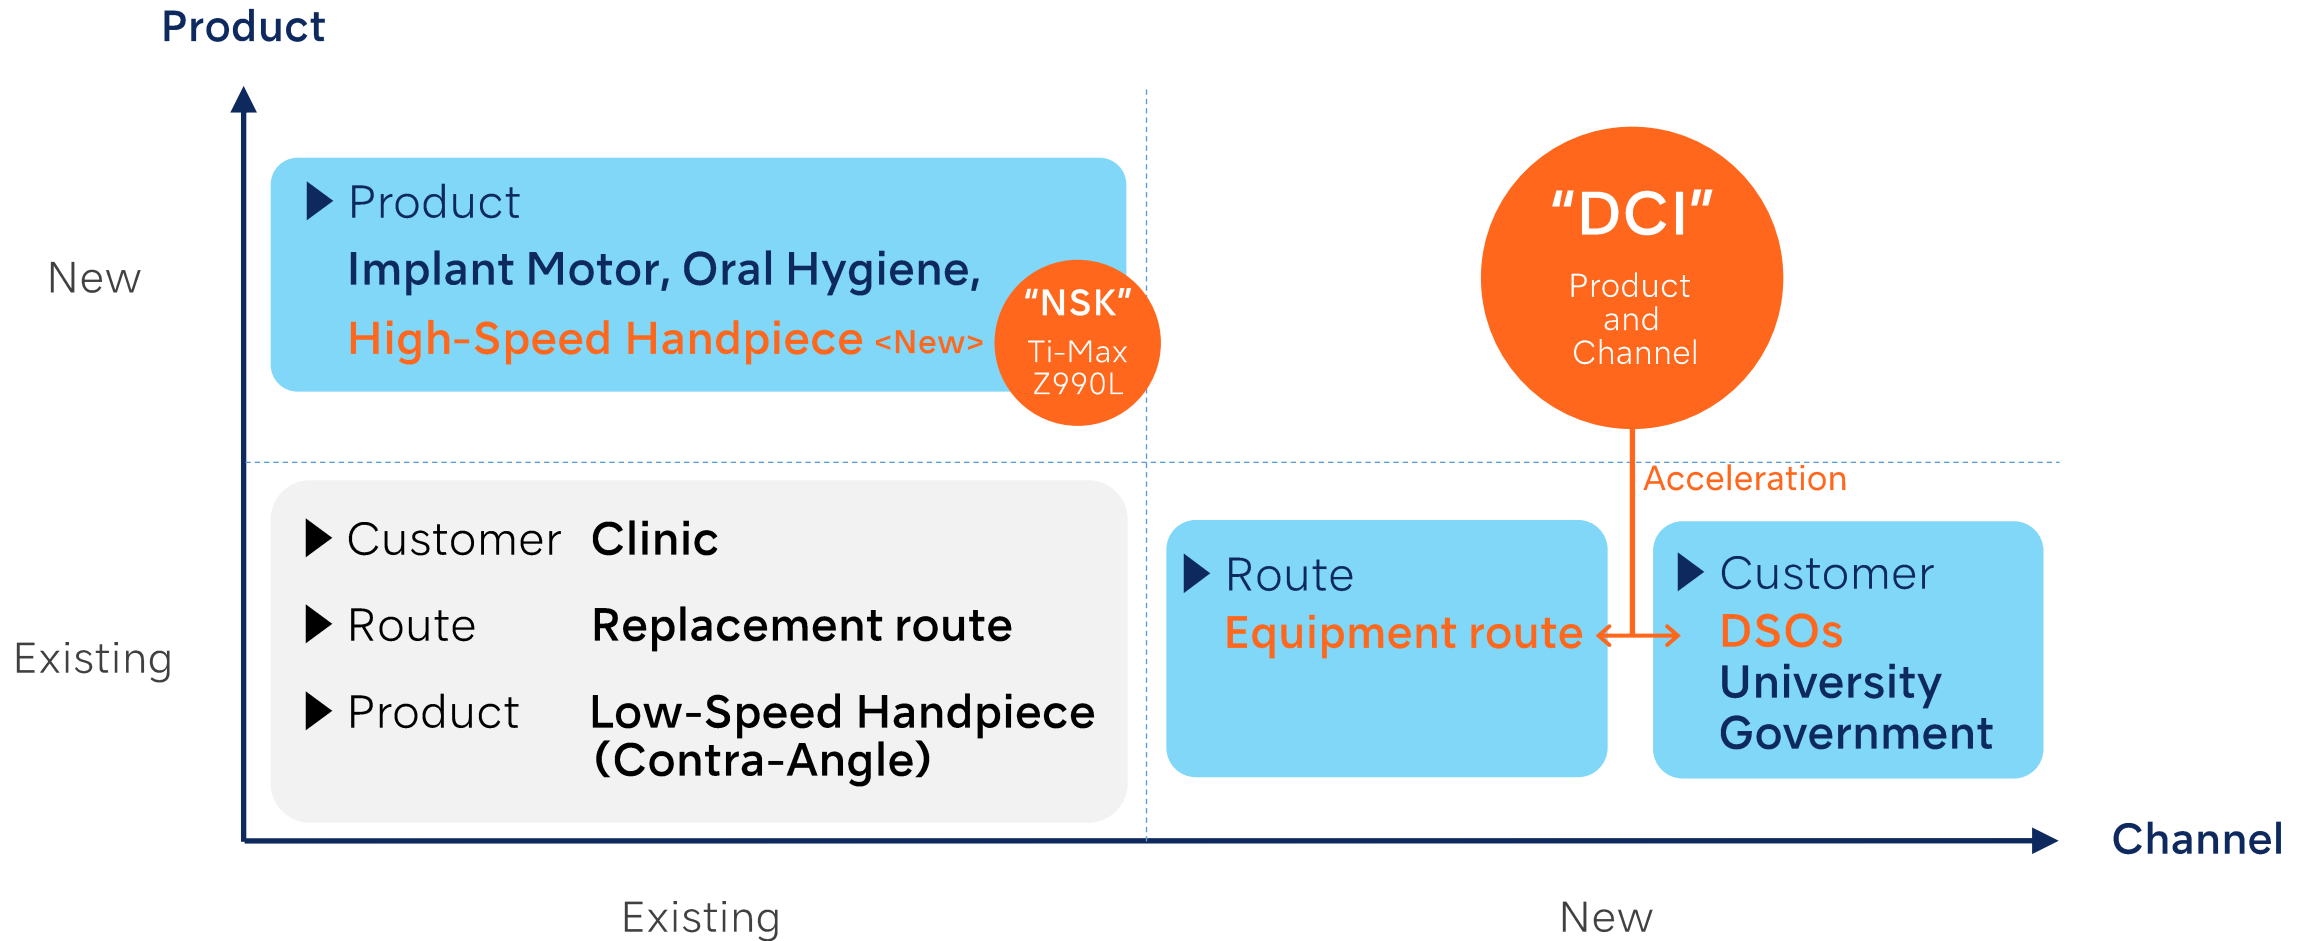 Product
New
Product
Implant Motor, Oral Hygiene,
High-Speed Handpiece <New>
“NSK”
Ti-Max
Z990L
“DCI”
Product
and
Channel
Acceleration
Existing
Customer Clinic
Route Replacement route
Product Low-Speed Handpiece
(Contra-Angle)
Route
Equipment route
Customer
DSOs
University
Government
Channel
Existing
New